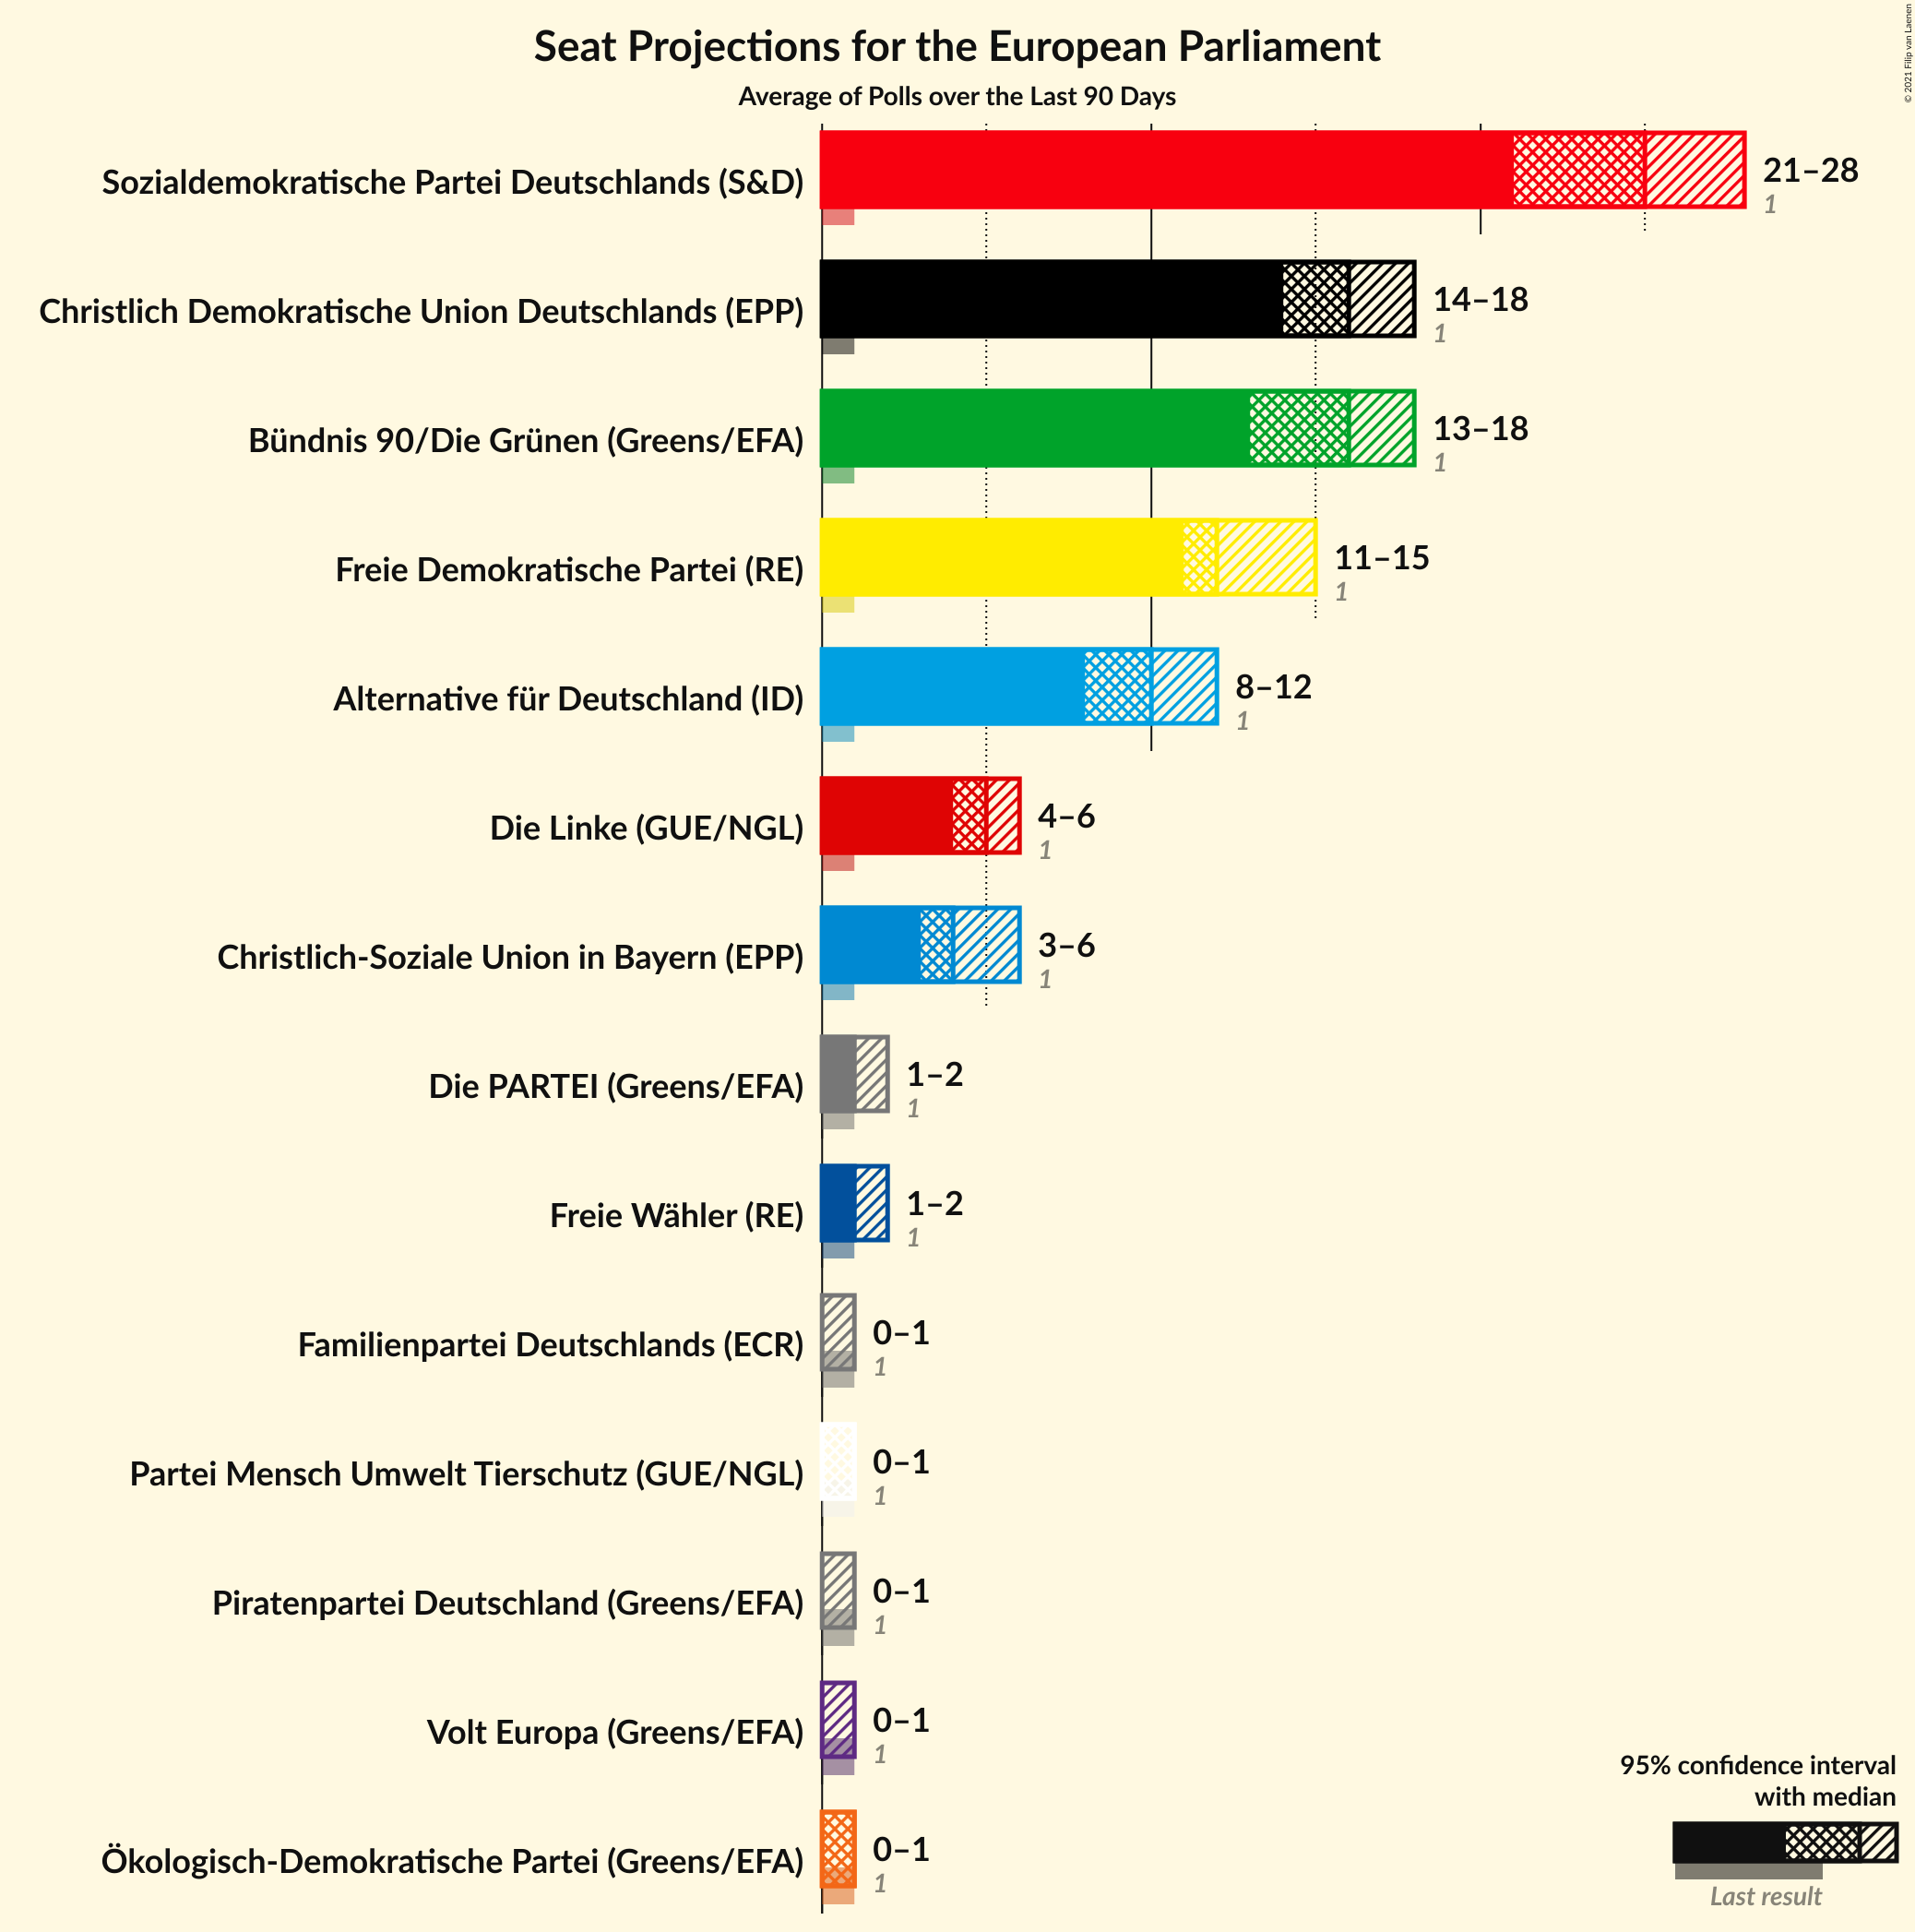 Seat Projections for the European Parliament
Average of Polls over the Last 90 Days
© 2021 Filip van Laenen
Sozialdemokratische Partei Deutschlands (S&D)
21–28
1
Christlich Demokratische Union Deutschlands (EPP)
14–18
1
Bündnis 90/Die Grünen (Greens/EFA)
13–18
1
Freie Demokratische Partei (RE)
11–15
1
Alternative für Deutschland (ID)
8–12
1
Die Linke (GUE/NGL)
4–6
1
Christlich-Soziale Union in Bayern (EPP)
3–6
1
Die PARTEI (Greens/EFA)
1–2
1
Freie Wähler (RE)
1–2
1
Familienpartei Deutschlands (ECR)
0–1
1
Partei Mensch Umwelt Tierschutz (GUE/NGL)
0–1
1
Piratenpartei Deutschland (Greens/EFA)
0–1
1
Volt Europa (Greens/EFA)
0–1
1
Ökologisch-Demokratische Partei (Greens/EFA)
0–1
1
95% confidence interval
with median
Last result